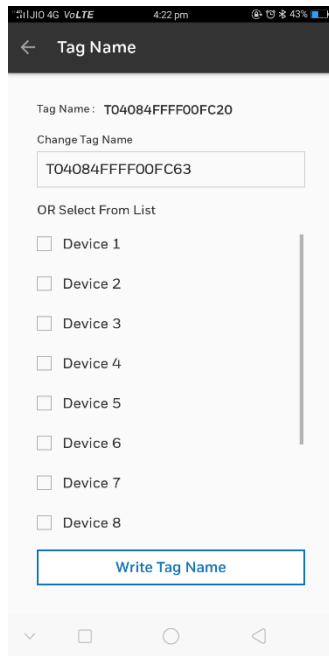 JIO 4G VoLTE 4:22 pm 43%
Tag Name
Tag Name : T04084FFFF00FC20
Change Tag Name
T04084FFFF00FC63
OR Select From List
Device 1
Device 2
Device 3
Device 4
Device 5
Device 6
Device 7
Device 8
Write Tag Name